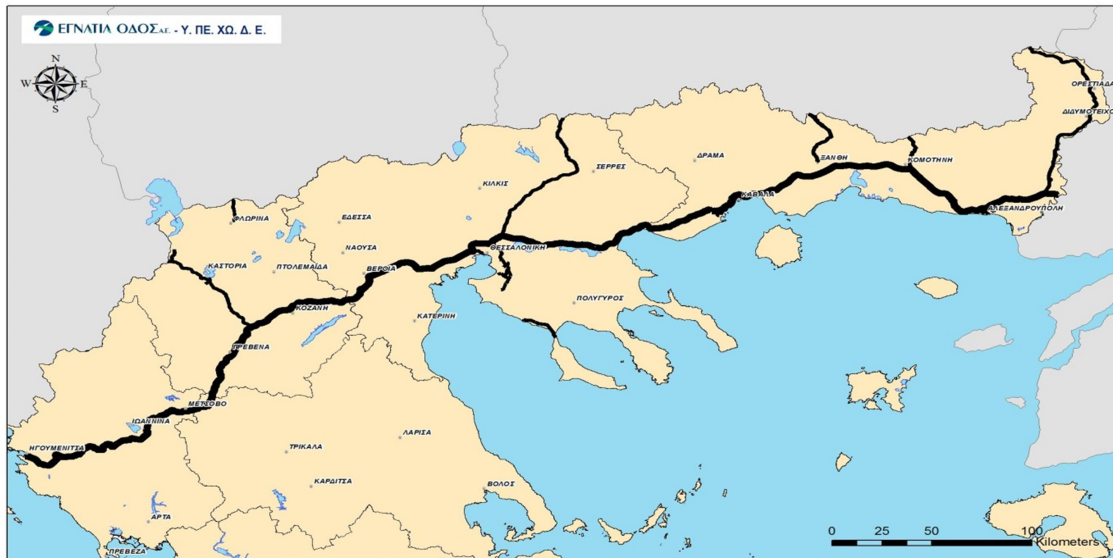 ΕΓΝΑΤΙΑ ΟΔΟΣ Α.Ε. - Υ. ΠΕ. ΧΩ. Δ. Ε.
N
W E
S
ΟΡΕΣΤΙΑΔΑ
ΔΙΔΥΜΟΤΕΙΧΟ
ΣΕΡΡΕΣ
ΔΡΑΜΑ
ΞΑΝΘΗ
ΚΟΜΟΤΗΝΗ
ΚΙΛΚΙΣ
ΚΑΒΑΛΑ
ΑΛΕΞΑΝΔΡΟΥΠΟΛΗ
ΦΛΩΡΙΝΑ
ΕΔΕΣΣΑ
ΝΑΟΥΣΑ
ΘΕΣΣΑΛΟΝΙΚΗ
ΚΑΣΤΟΡΙΑ
ΠΤΟΛΕΜΑΪΔΑ
ΒΕΡΟΙΑ
ΠΟΛΥΓΥΡΟΣ
ΚΟΖΑΝΗ
ΚΑΤΕΡΙΝΗ
ΓΡΕΒΕΝΑ
ΜΕΤΣΟΒΟ
ΙΩΑΝΝΙΝΑ
ΗΓΟΥΜΕΝΙΤΣΑ
ΛΑΡΙΣΑ
ΤΡΙΚΑΛΑ
ΚΑΡΔΙΤΣΑ
ΒΟΛΟΣ
ΑΡΤΑ
ΠΡΕΒΕΖΑ
0 25 50 100
Kilometers